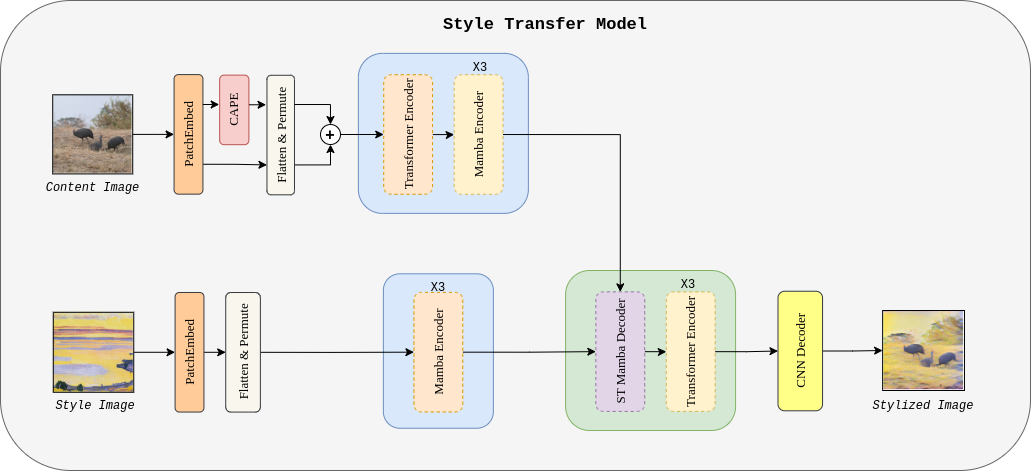 Style Transfer Model
X3
PatchEmbed
CAPE
Flatten & Permute
+
Transformer Encoder
Mamba Encoder
Content Image
X3
X3
PatchEmbed
Flatten & Permute
Mamba Encoder
ST Mamba Decoder
Transformer Encoder
CNN Decoder
Style Image
Stylized Image